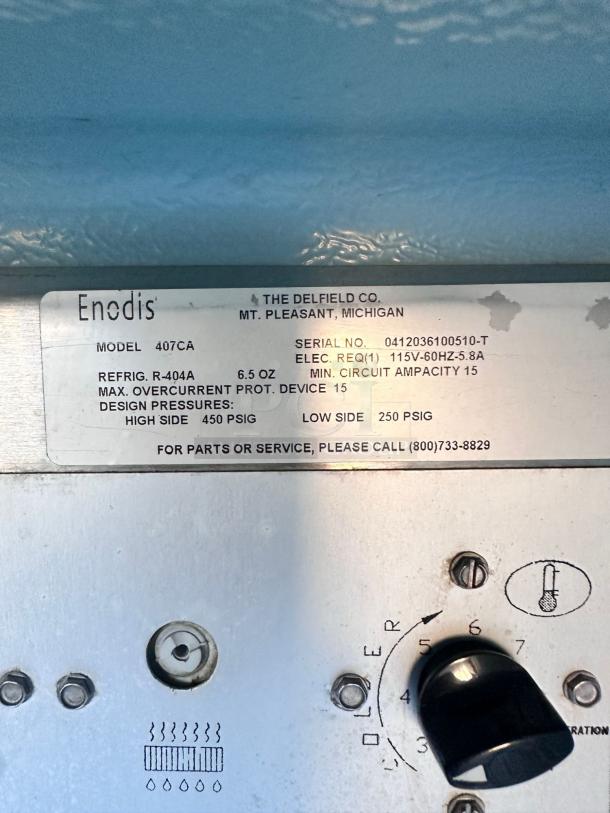 Enodis
THE DELFIELD CO.
MT. PLEASANT, MICHIGAN
MODEL 407CA
SERIAL NO. 0412036100510-T
ELEC. REQ(1) 115V-60HZ-5.8A
REFRIG. R-404A 6.5 OZ MIN. CIRCUIT AMPACITY 15
MAX. OVERCURRENT PROT. DEVICE 15
DESIGN PRESSURES:
HIGH SIDE 450 PSIG LOW SIDE 250 PSIG
FOR PARTS OR SERVICE, PLEASE CALL (800)733-8829
COLDER
3 4 5 6 7
ERATION